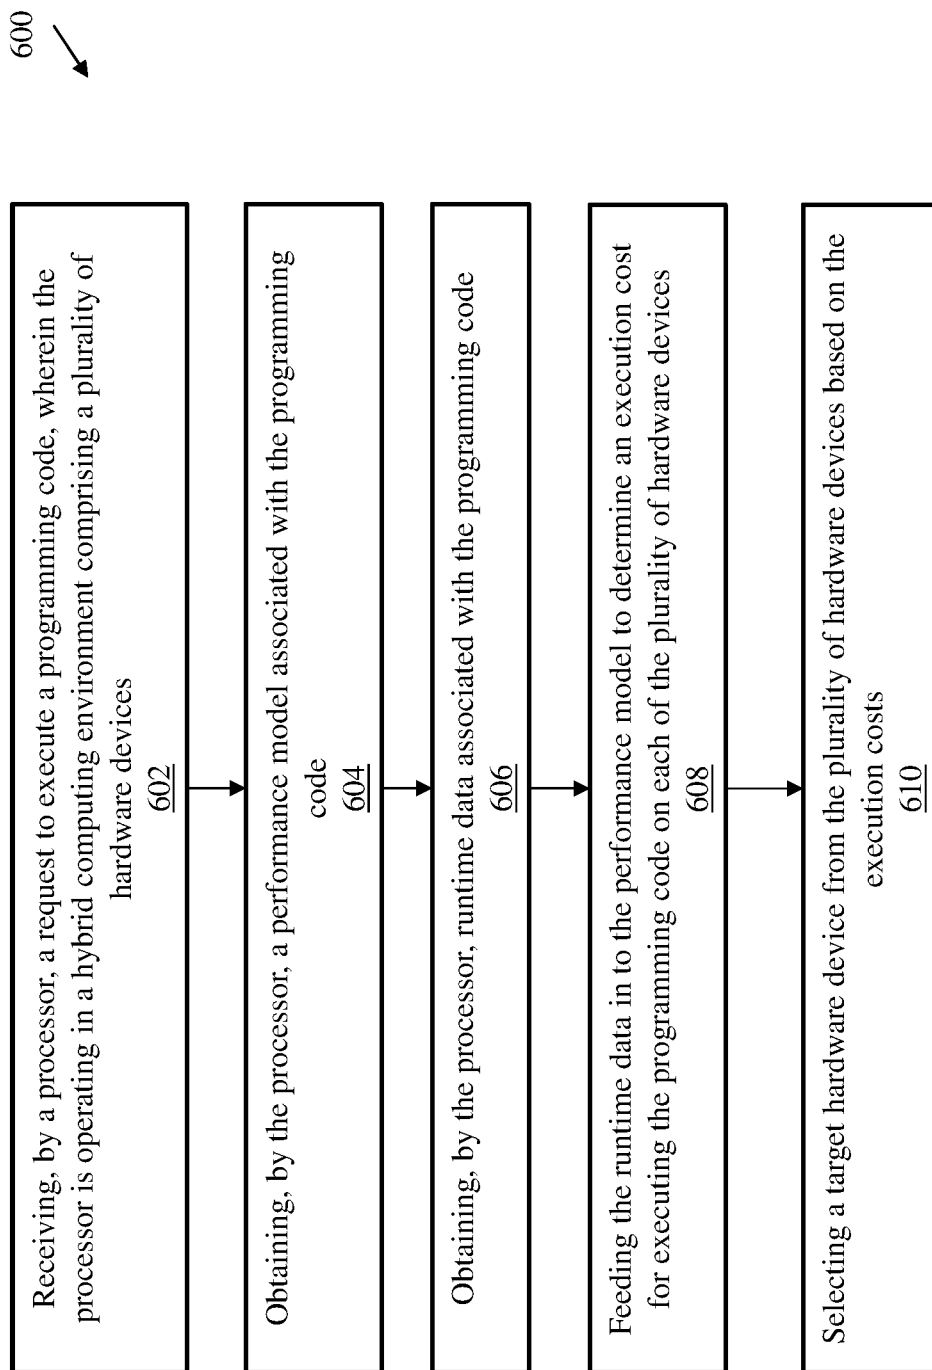 600
Receiving, by a processor, a request to execute a programming code, wherein the
processor is operating in a hybrid computing environment comprising a plurality of
hardware devices
602
Obtaining, by the processor, a performance model associated with the programming
code
604
Obtaining, by the processor, runtime data associated with the programming code
606
Feeding the runtime data in to the performance model to determine an execution cost
for executing the programming code on each of the plurality of hardware devices
608
Selecting a target hardware device from the plurality of hardware devices based on the
execution costs
610